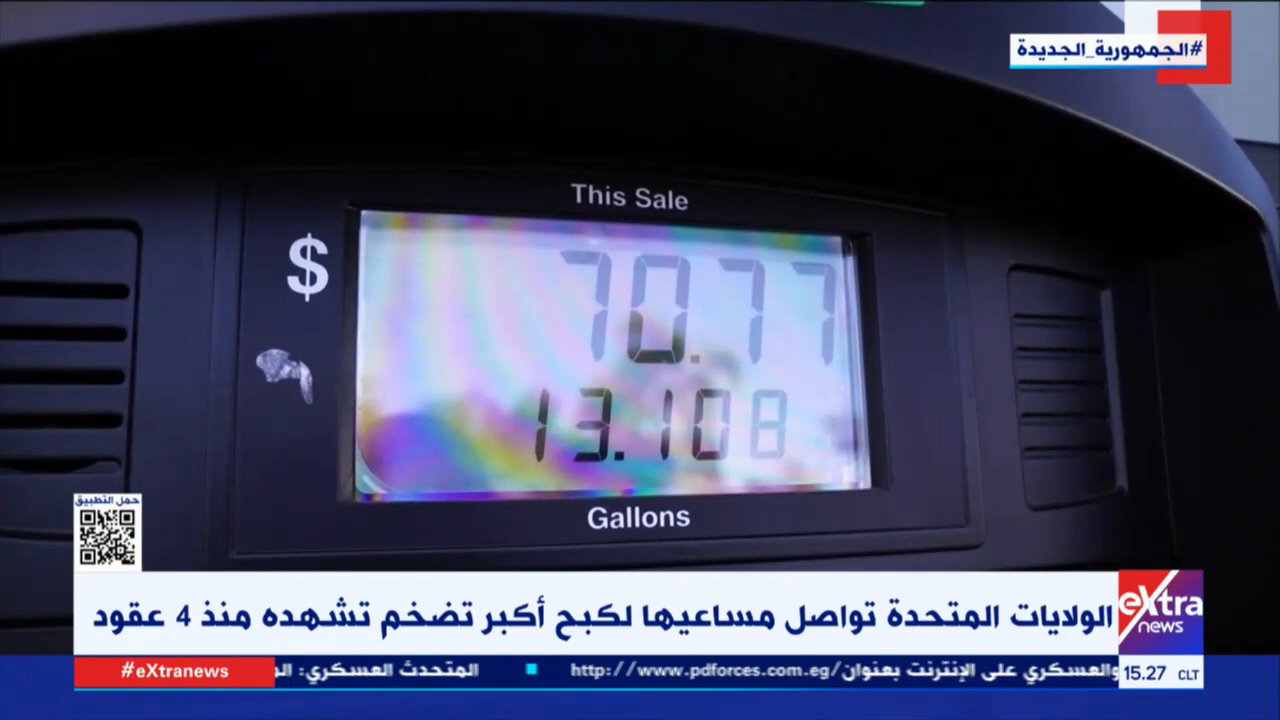 #الجمهورية_الجديدة
This Sale
$
70.77
13.108
Gallons
حمل التطبيق
الولايات المتحدة تواصل مساعيها لكبح أكبر تضخم تشهده منذ 4 عقود
eXtra
news
#eXtranews
والعسكري على الإنترنت بعنوان/http://www.pdforces.com.eg ■ المتحدث العسكري:
15.27 CLT